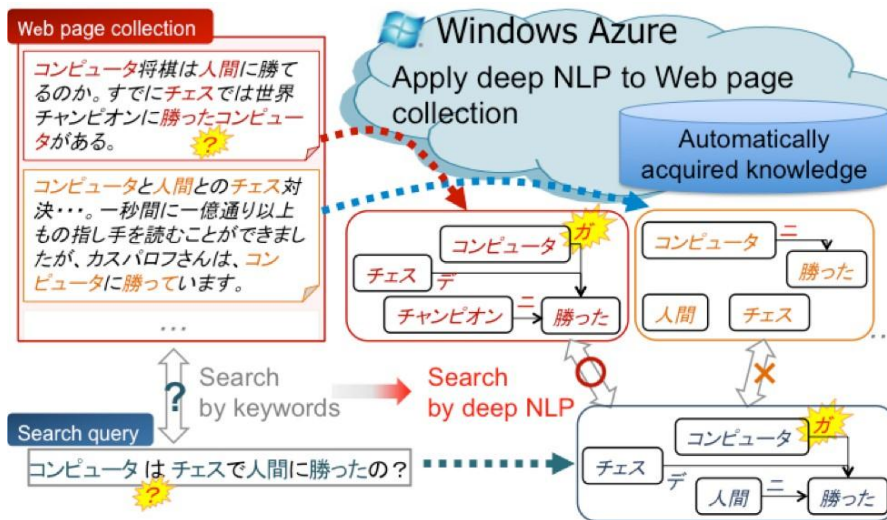 Web page collection
コンピュータ将棋は人間に勝て
るのか。すでにチェスでは世界
チャンピオンに勝ったコンピュー
タがある。
?
コンピュータと人間とのチェス対
決・・・。一秒間に一億通り以上
もの指し手を読むことができまし
たが、カスパロフさんは、コン
ピュータに勝っています。
...
Windows Azure
Apply deep NLP to Web page
collection
Automatically
acquired knowledge
コンピュータ
ガ
チェス
デ
チャンピオン
ニ
勝った
コンピュータ
ニ
勝った
人間
チェス
...
?
Search
by keywords
Search
by deep NLP
Search query
コンピュータ は チェスで人間に勝ったの？
?
コンピュータ
ガ
チェス
デ
人間
ニ
勝った